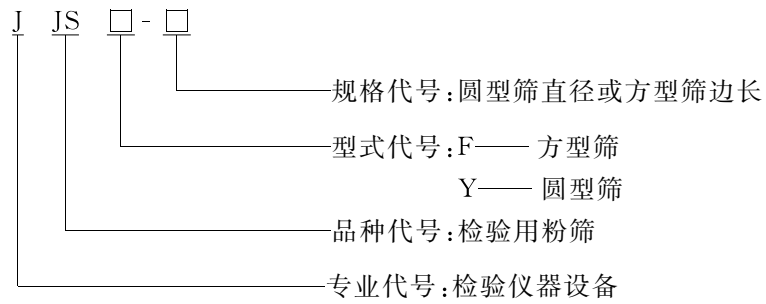 J JS □-□
规格代号:圆型筛直径或方型筛边长
型式代号:F—— 方型筛
Y—— 圆型筛
品种代号:检验用粉筛
专业代号:检验仪器设备